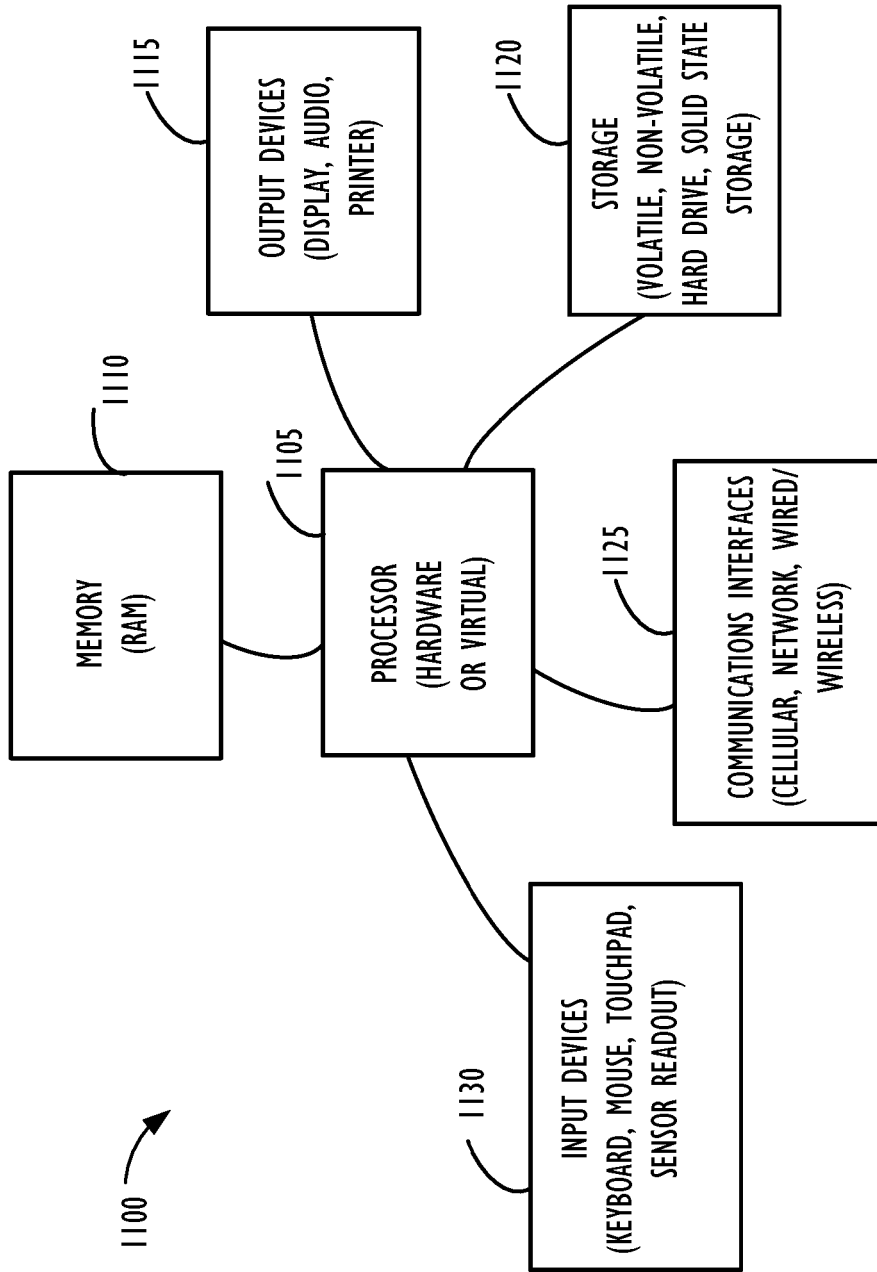 1100
MEMORY
(RAM)
1110
OUTPUT DEVICES
(DISPLAY, AUDIO,
PRINTER)
1115
PROCESSOR
(HARDWARE
OR VIRTUAL)
1105
INPUT DEVICES
(KEYBOARD, MOUSE, TOUCHPAD,
SENSOR READOUT)
1130
COMMUNICATIONS INTERFACES
(CELLULAR, NETWORK, WIRED/
WIRELESS)
1125
STORAGE
(VOLATILE, NON-VOLATILE,
HARD DRIVE, SOLID STATE
STORAGE)
1120